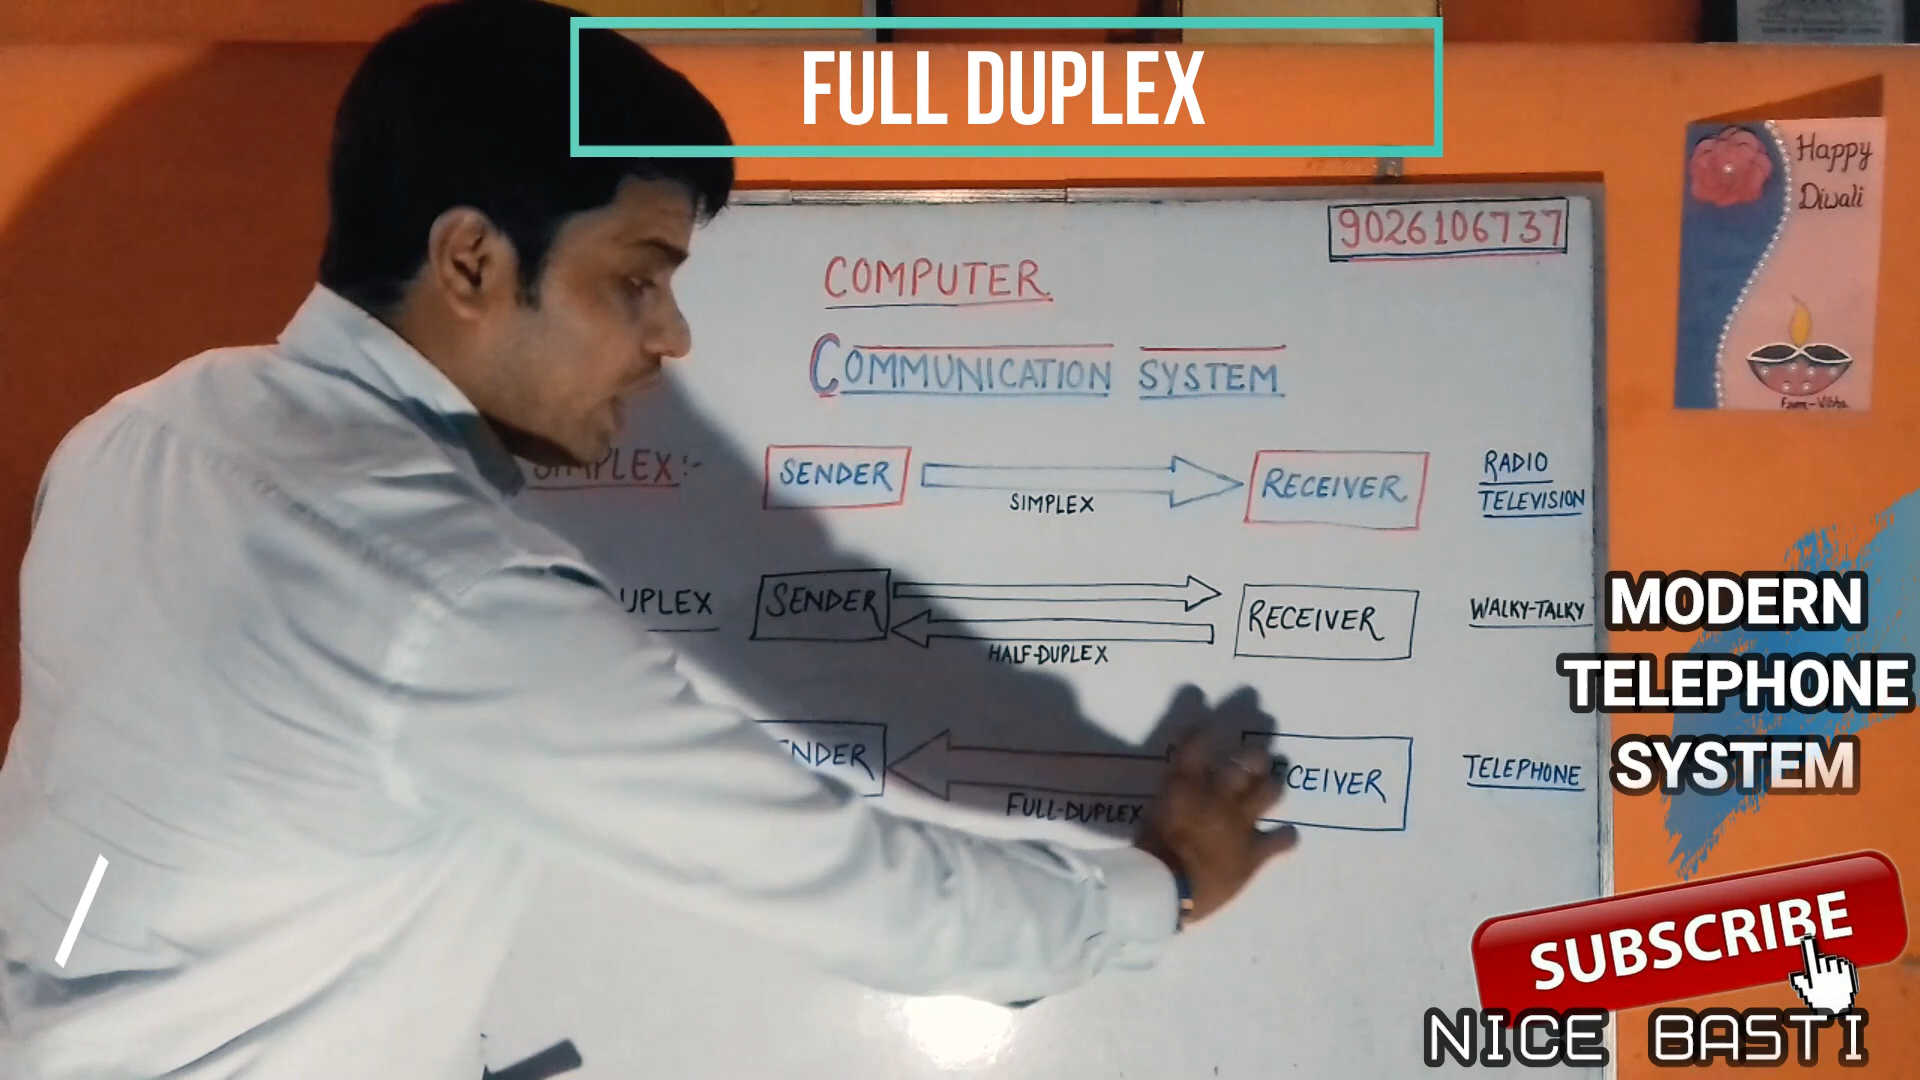 FULL DUPLEX
Happy
Diwali
9026106737
COMPUTER
COMMUNICATION SYSTEM
SIMPLEX:-
SENDER
SIMPLEX
RECEIVER
RADIO
TELEVISION
UPLEX
SENDER
HALF-DUPLEX
RECEIVER
WALKY-TALKY
MODERN
TELEPHONE
SYSTEM
NDER
FULL-DUPLEX
CEIVER
TELEPHONE
SUBSCRIBE
NICE BASTI